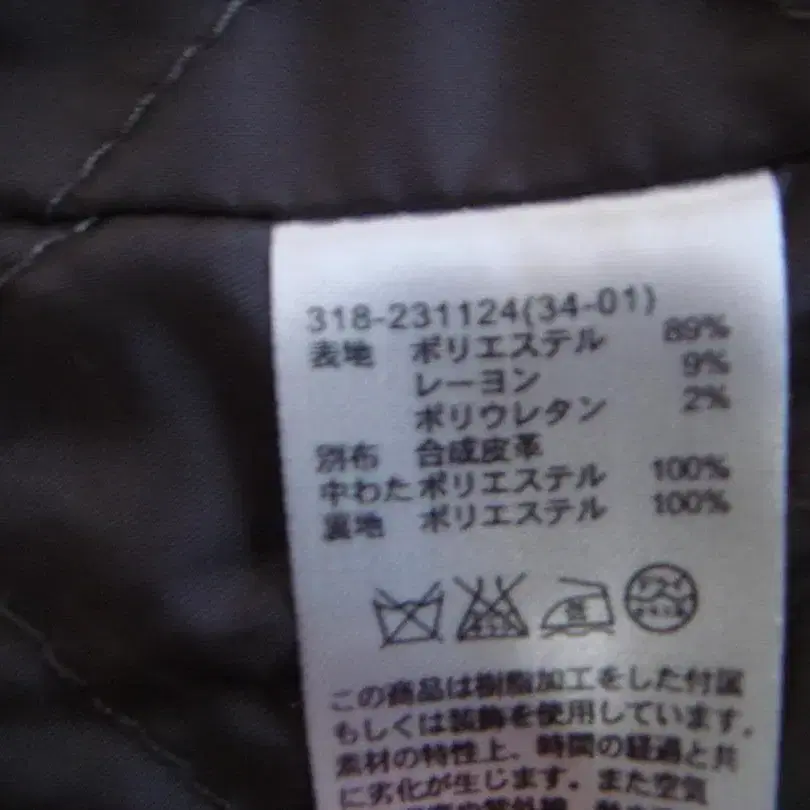 318-231124(34-01)
表地 ポリエステル 89%
レーヨン 9%
ポリウレタン 2%
別布 合成皮革
中わた ポリエステル 100%
裏地 ポリエステル 100%
ドライ
この商品は樹脂加工をした付属
もしくは装飾を使用しています。
素材の特性上、時間の経過と共
に劣化が生じます。また空気